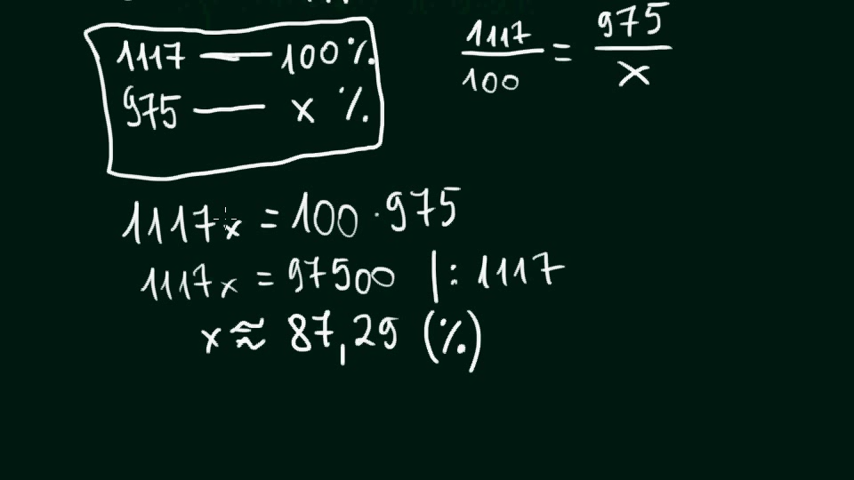 1117 — 100 %
975 — x %
1117/100 = 975/x
1117x = 100 · 975
1117x = 97500 | : 1117
x ≈ 87,29 (%)